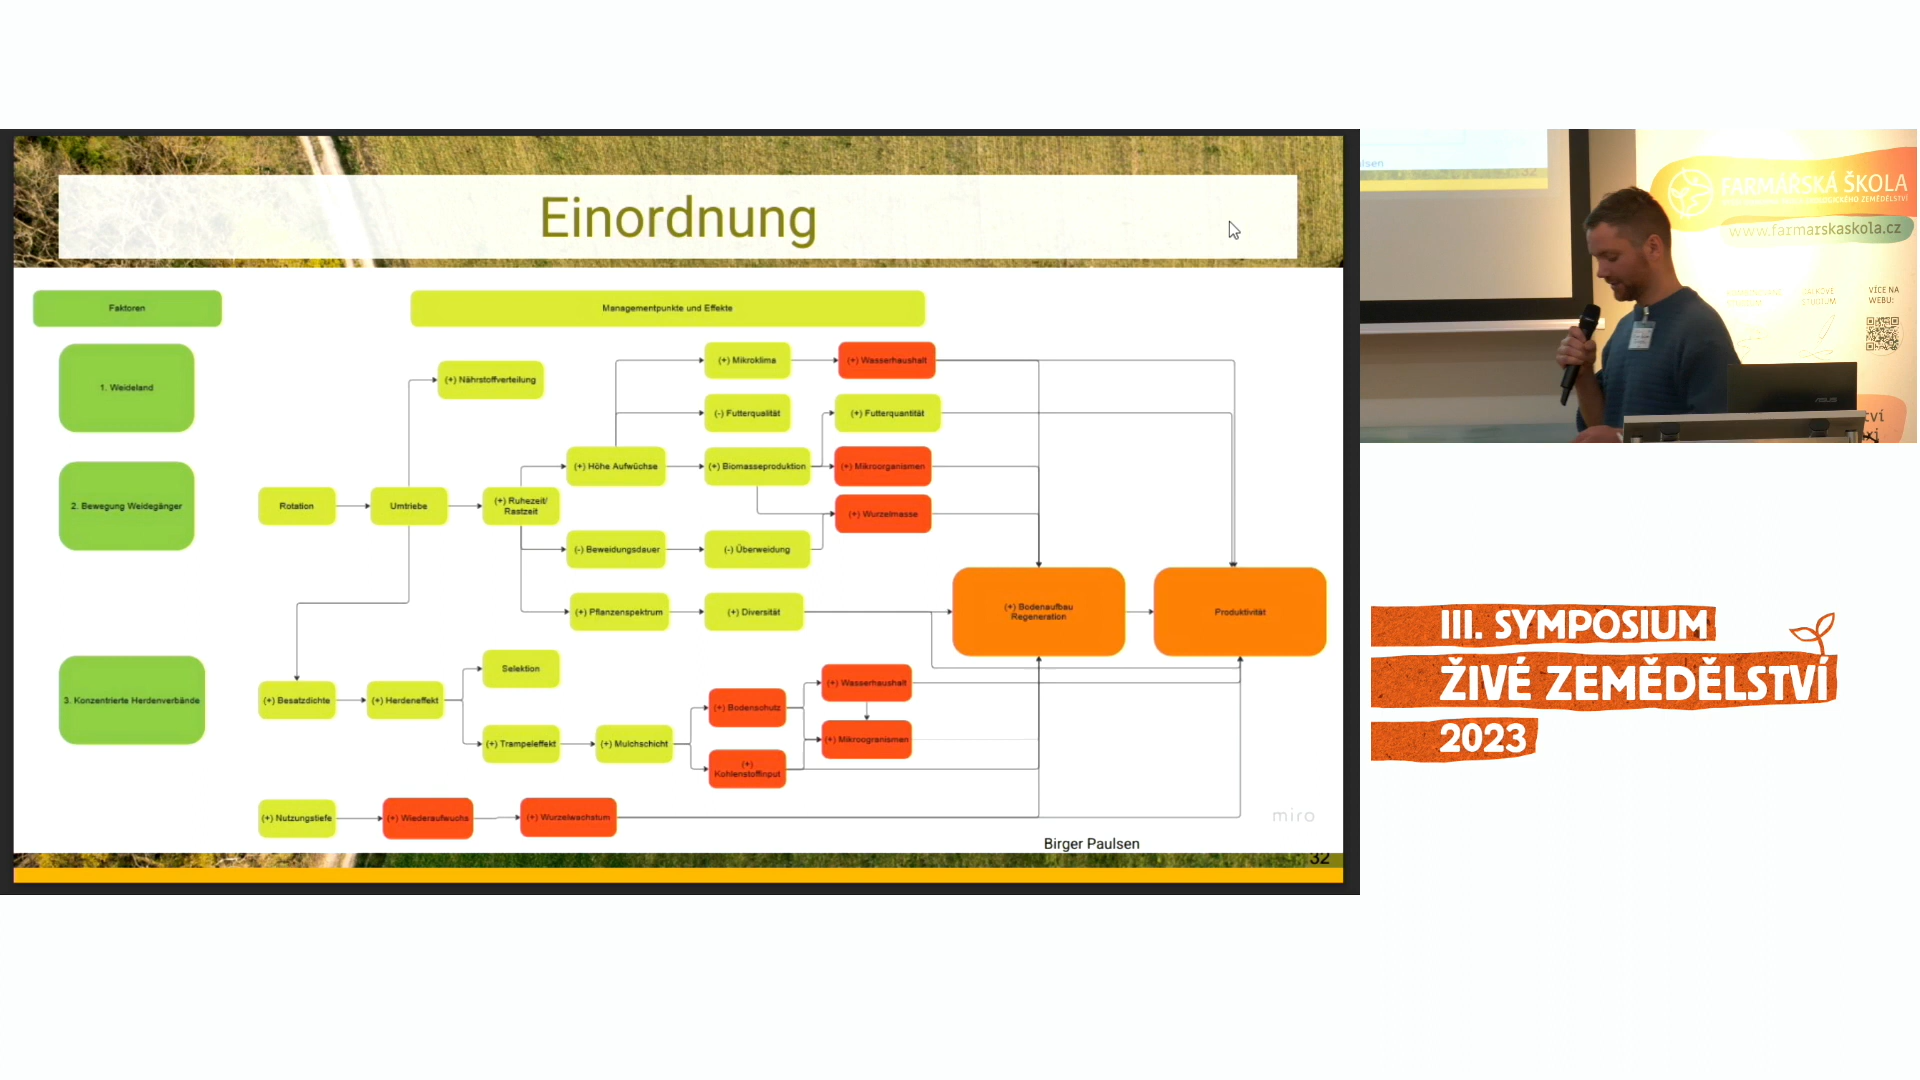 Einordnung
Faktoren
Managementpunkte und Effekte
1. Weideland
2. Bewegung Weidegänger
3. Konzentrierte Herdenverbände
(+) Nährstoffverteilung
(+) Mikroklima
(+) Wasserhaushalt
(-) Futterqualität
(+) Futterquantität
(+) Höhe Aufwüchse
(+) Biomasseproduktion
(+) Mikroorganismen
Rotation
Umtriebe
(+) Ruhezeit/
Rastzeit
(+) Wurzelmasse
(-) Beweidungsdauer
(-) Überweidung
(+) Pflanzenspektrum
(+) Diversität
(+) Bodenaufbau
Regeneration
Produktivität
Selektion
(+) Besatzdichte
(+) Herdeneffekt
(+) Trampeleffekt
(+) Mulchschicht
(+) Bodenschutz
(+)
Kohlenstoffinput
(+) Wasserhaushalt
(+) Mikroogranismen
(+) Nutzungstiefe
(+) Wiederaufwuchs
(+) Wurzelwachstum
miro
Birger Paulsen
32
FARMÁŘSKÁ ŠKOLA
www.farmarskaskola.cz
VÍCE NA
WEBU:
ASUS
III. SYMPOSIUM
ŽIVÉ ZEMĚDĚLSTVÍ
2023